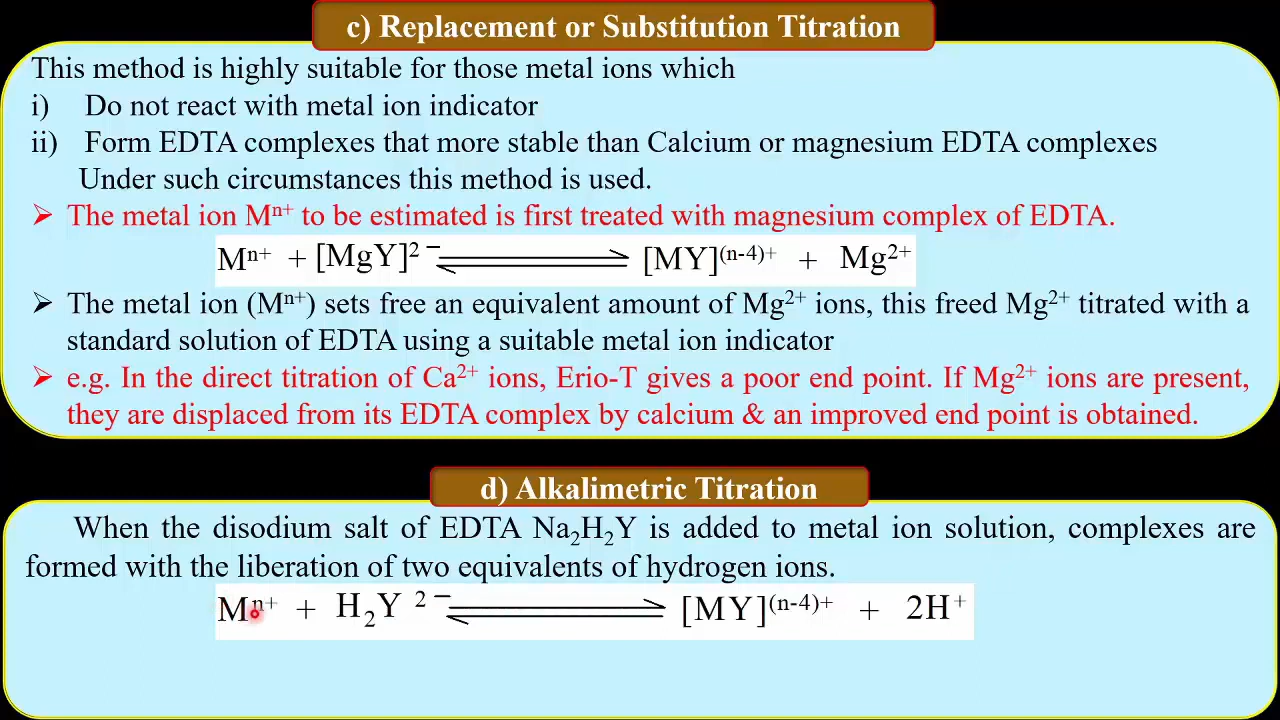 c) Replacement or Substitution Titration
This method is highly suitable for those metal ions which
i) Do not react with metal ion indicator
ii) Form EDTA complexes that more stable than Calcium or magnesium EDTA complexes
Under such circumstances this method is used.
➢ The metal ion Mⁿ⁺ to be estimated is first treated with magnesium complex of EDTA.
Mⁿ⁺ + [MgY]²⁻ ⇌ [MY]⁽ⁿ⁻⁴⁾⁺ + Mg²⁺
➢ The metal ion (Mⁿ⁺) sets free an equivalent amount of Mg²⁺ ions, this freed Mg²⁺ titrated with a
standard solution of EDTA using a suitable metal ion indicator
➢ e.g. In the direct titration of Ca²⁺ ions, Erio-T gives a poor end point. If Mg²⁺ ions are present,
they are displaced from its EDTA complex by calcium & an improved end point is obtained.
d) Alkalimetric Titration
When the disodium salt of EDTA Na₂H₂Y is added to metal ion solution, complexes are
formed with the liberation of two equivalents of hydrogen ions.
Mⁿ⁺ + H₂Y ²⁻ ⇌ [MY]⁽ⁿ⁻⁴⁾⁺ + 2H⁺